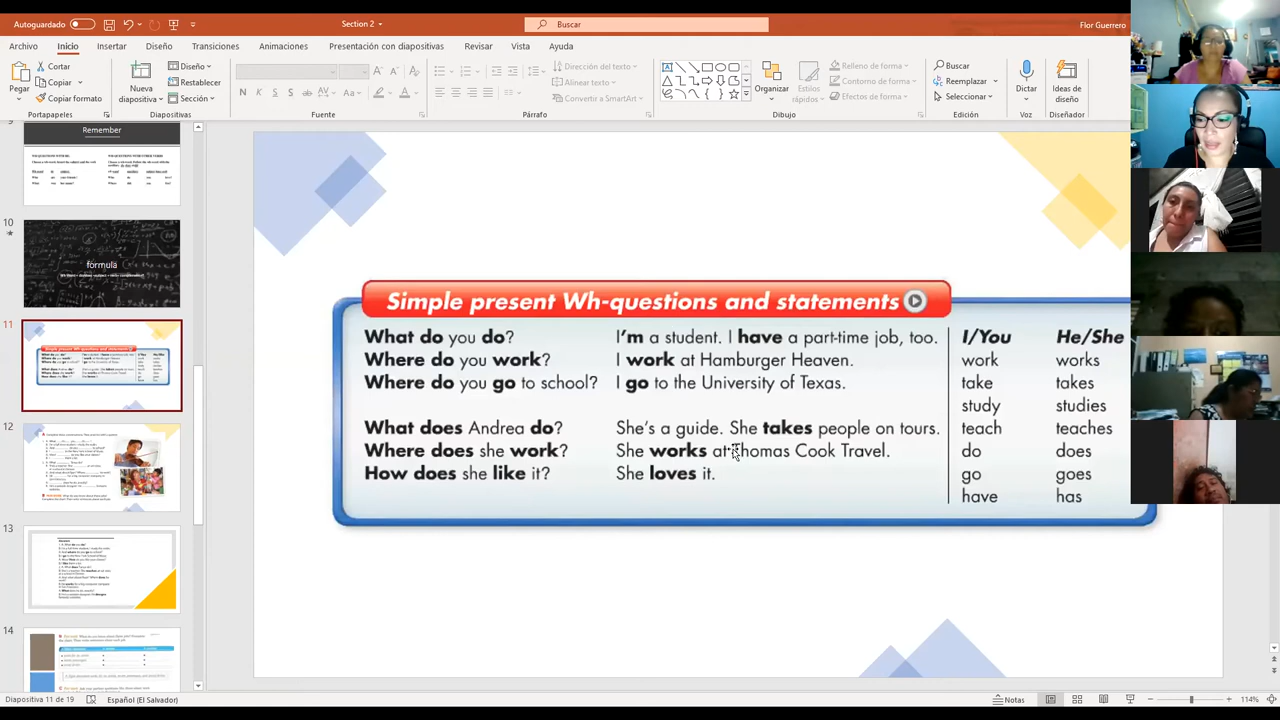 Autoguardado
Section 2
Buscar
Flor Guerrero
Archivo Inicio Insertar Diseño Transiciones Animaciones Presentación con diapositivas Revisar Vista Ayuda
Pegar
Cortar
Copiar
Copiar formato
Portapapeles
Nueva diapositiva
Diseño
Restablecer
Sección
Diapositivas
N
Fuente
Dirección del texto
Alinear texto
Convertir a SmartArt
Párrafo
Organizar
Estilos rápidos
Relleno de forma
Contorno de forma
Efectos de forma
Dibujo
Buscar
Reemplazar
Seleccionar
Edición
Dictar
Voz
Ideas de diseño
Diseñador
Remember
10
formula
11
12
13
14
Simple present Wh-questions and statements
What do you do? I'm a student. I have a part-time job, too. I/You He/She
Where do you work? I work at Hamburger Heaven. work works
Where do you go to school? I go to the University of Texas. take takes
study studies
What does Andrea do? She's a guide. She takes people on tours. teach teaches
Where does she work? She works at Thomas Cook Travel. do does
How does she like it? She loves it. go goes
have has
Diapositiva 11 de 19
Español (El Salvador)
Notas
114%